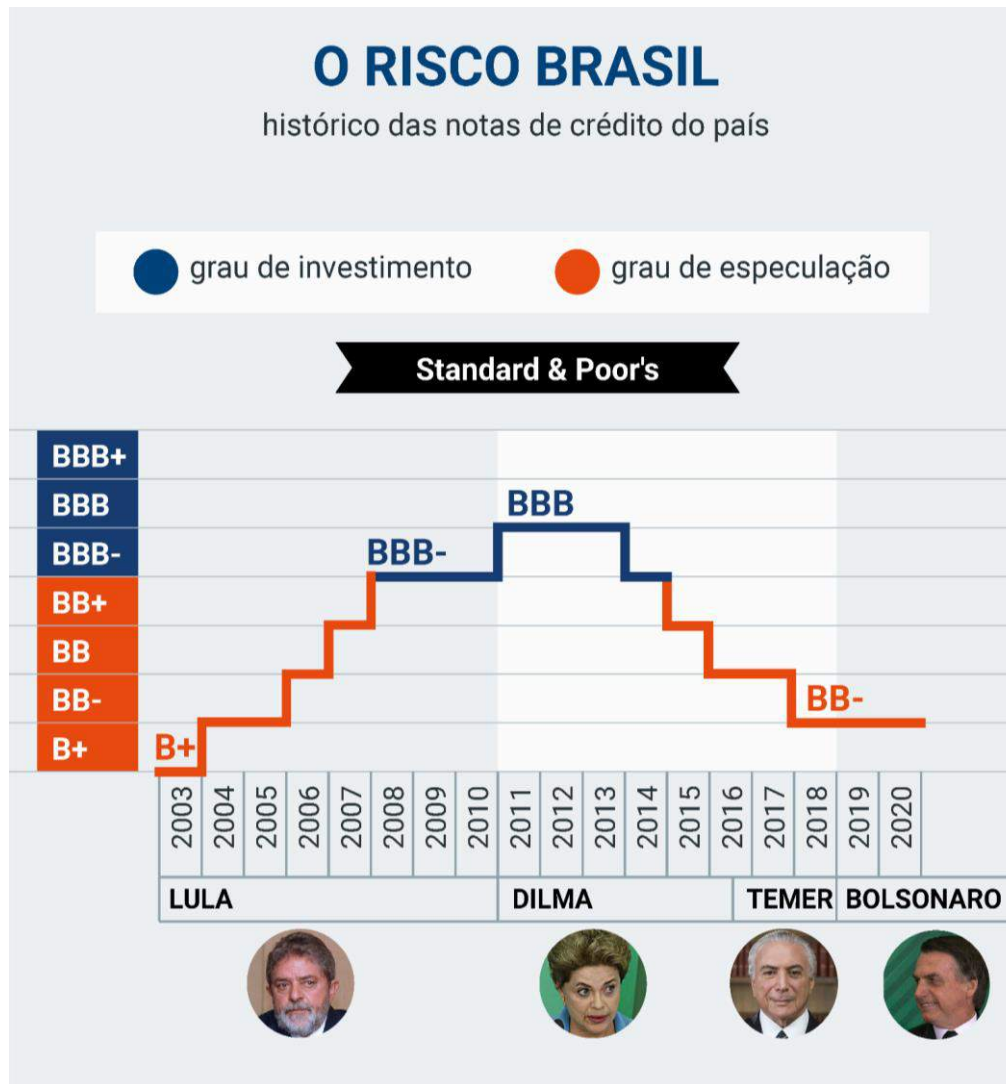 O RISCO BRASIL
histórico das notas de crédito do país
grau de investimento
grau de especulação
Standard & Poor's
BBB+
BBB
BBB-
BB+
BB
BB-
B+
B+
BBB-
BBB
BB-
2003 2004 2005 2006 2007 2008 2009 2010 2011 2012 2013 2014 2015 2016 2017 2018 2019 2020
LULA
DILMA
TEMER
BOLSONARO